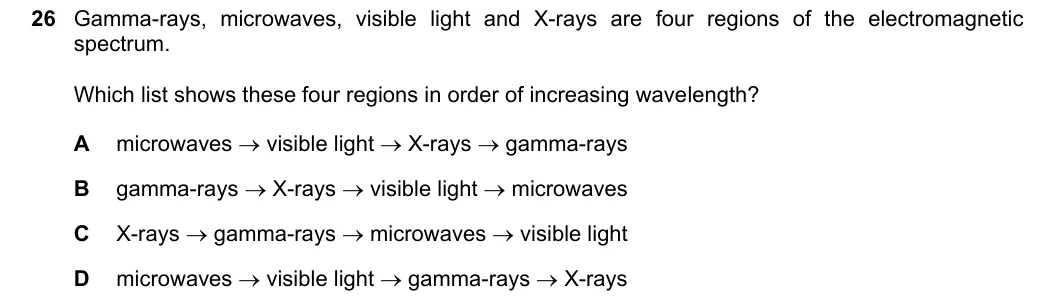 26 Gamma-rays, microwaves, visible light and X-rays are four regions of the electromagnetic
spectrum.
Which list shows these four regions in order of increasing wavelength?
A microwaves → visible light → X-rays → gamma-rays
B gamma-rays → X-rays → visible light → microwaves
C X-rays → gamma-rays → microwaves → visible light
D microwaves → visible light → gamma-rays → X-rays